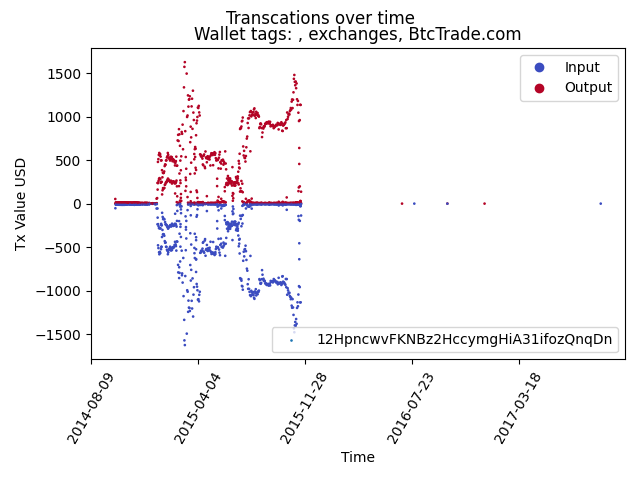 Transcations over time
Wallet tags: , exchanges, BtcTrade.com
Input
Output
1500
1000
500
0
−500
−1000
−1500
Tx Value USD
12HpncwvFKNBz2HccymgHiA31ifozQnqDn
2014-08-09
2015-04-04
2015-11-28
2016-07-23
2017-03-18
Time